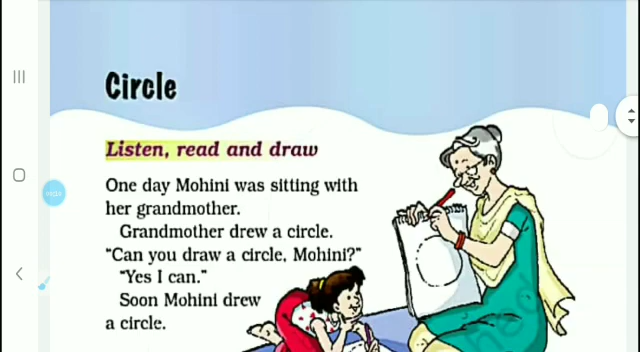 Circle
Listen, read and draw
One day Mohini was sitting with
her grandmother.
Grandmother drew a circle.
"Can you draw a circle, Mohini?"
"Yes I can."
Soon Mohini drew
a circle.